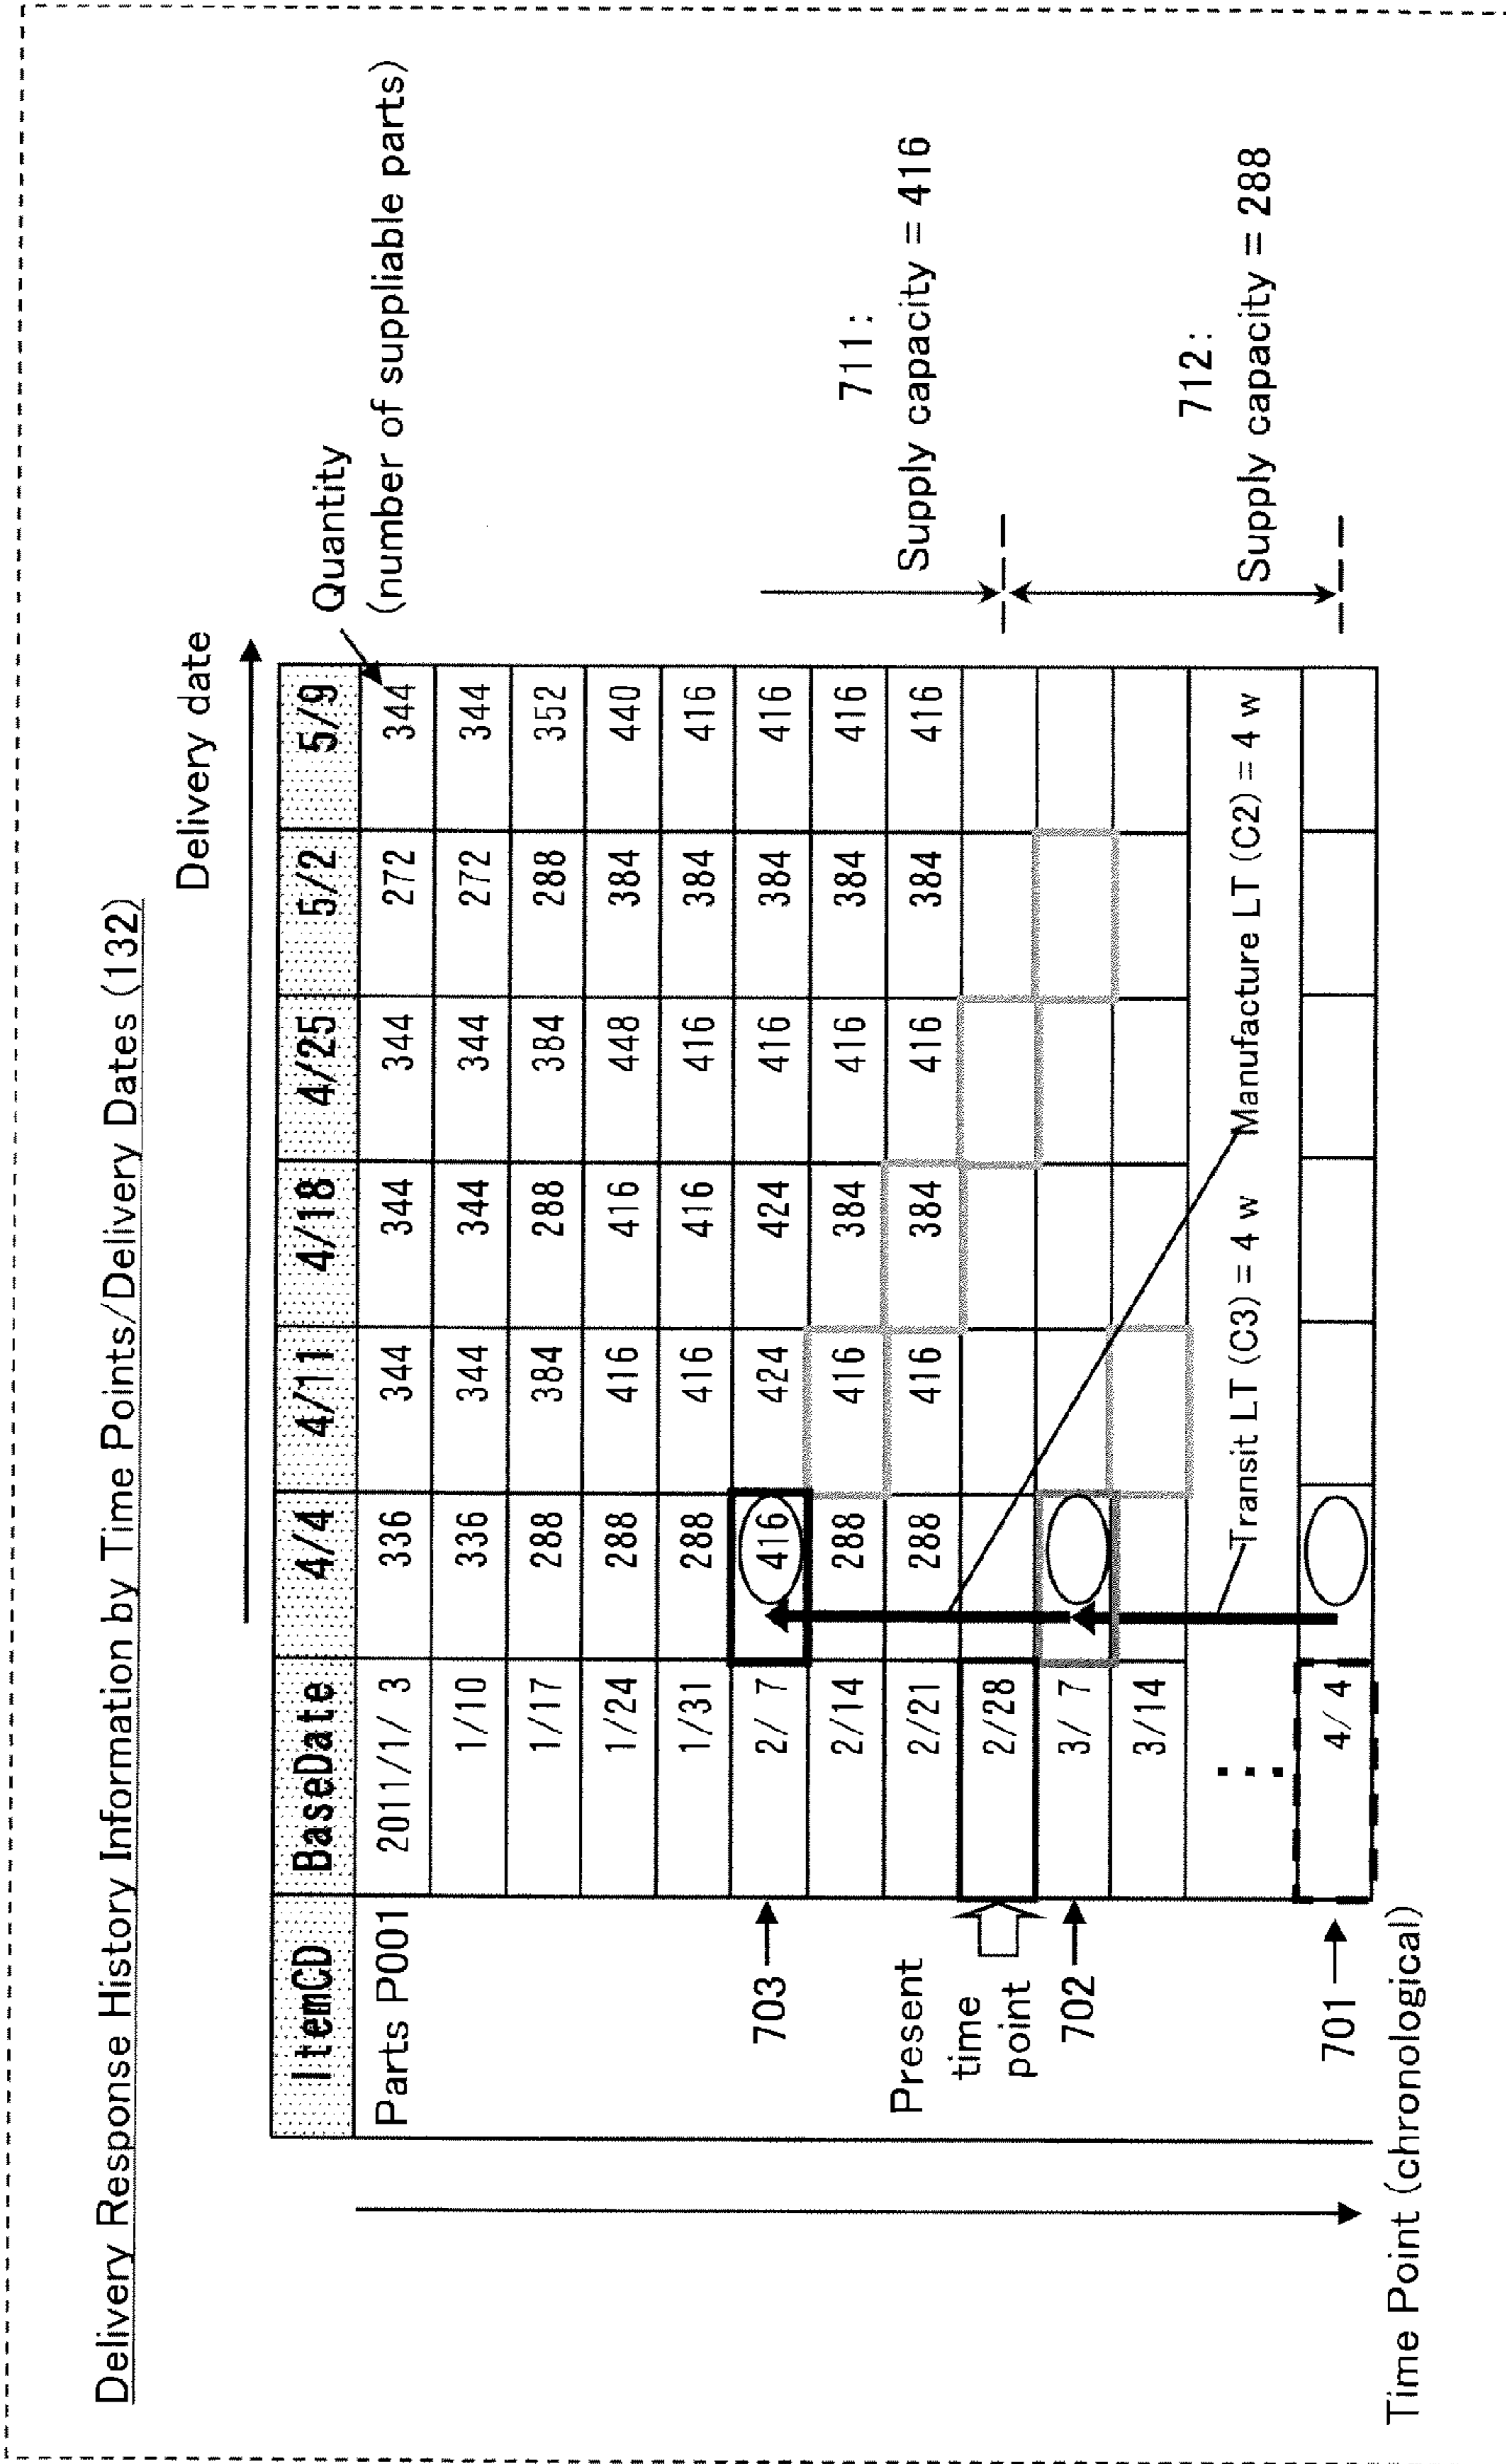 Delivery Response History Information by Time Points/Delivery Dates (132)
Delivery date
Quantity
(number of suppliable parts)
ItemCD BaseDate 4/4 4/11 4/18 4/25 5/2 5/9
Parts P001 2011/1/ 3 336 344 344 344 272 344
1/10 336 344 344 344 272 344
1/17 288 384 288 384 288 352
1/24 288 416 416 448 384 440
1/31 288 416 416 416 384 416
703 2/ 7 416 424 424 416 384 416
2/14 288 416 384 416 384 416
2/21 288 416 384 416 384 416
Present
time
point
2/28
702 3/ 7
3/14
⋮
Transit LT (C3) = 4 w Manufacture LT (C2) = 4 w
701 4/ 4
711:
Supply capacity = 416
712:
Supply capacity = 288
Time Point (chronological)